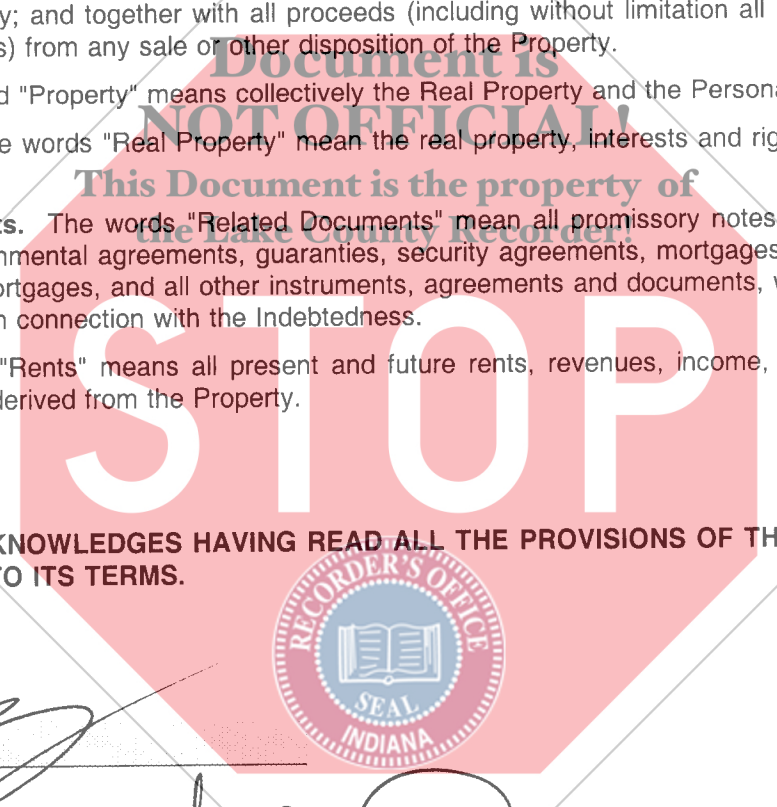 y; and together with all proceeds (including without limitation all
s) from any sale or other disposition of the Property.
Document is
d "Property" means collectively the Real Property and the Persona
NOT OFFICIAL!
e words "Real Property" mean the real property, interests and rig
This Document is the property of
ts. The words "Related Documents" mean all promissory notes
the Lake County Recorder!
nmental agreements, guaranties, security agreements, mortgages
ortgages, and all other instruments, agreements and documents, w
n connection with the Indebtedness.
"Rents" means all present and future rents, revenues, income,
derived from the Property.
STOP
KNOWLEDGES HAVING READ ALL THE PROVISIONS OF TH
TO ITS TERMS.
RECORDER'S OFFICE
SEAL
INDIANA